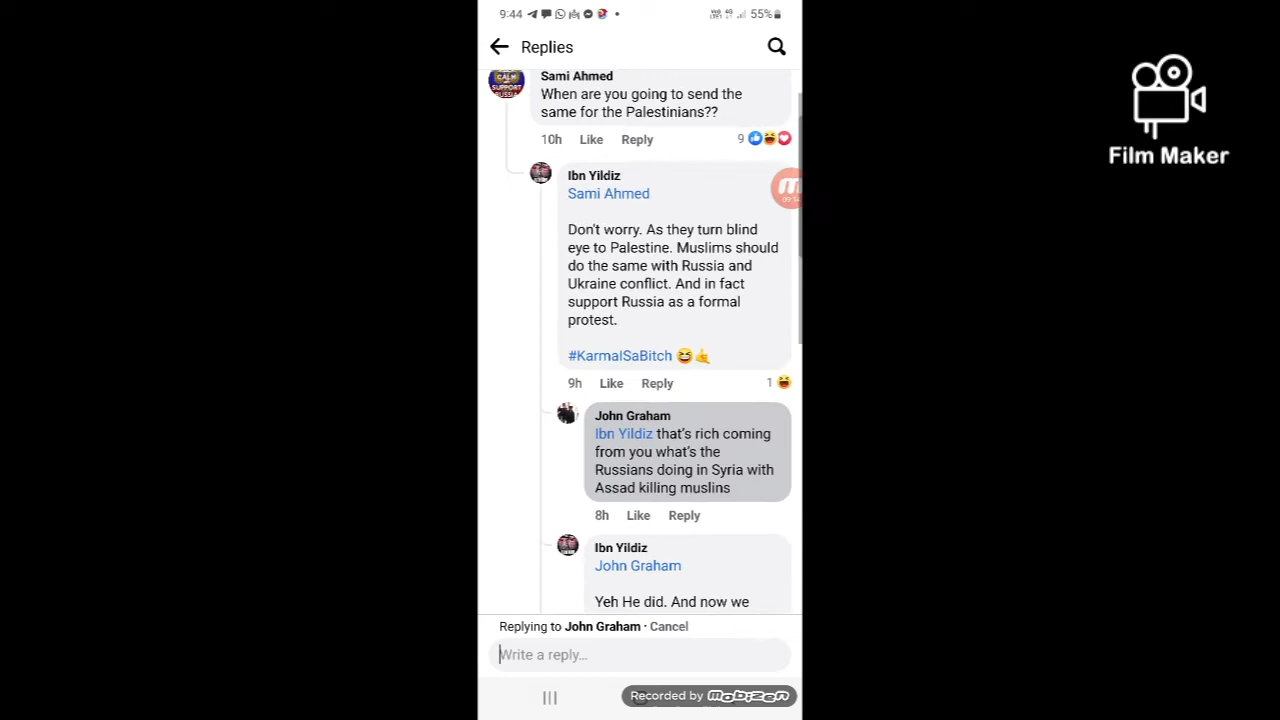 9:44
55%
Replies
CALM
SUPPORT
RUSSIA
Sami Ahmed
When are you going to send the
same for the Palestinians??
10h Like Reply 9
Ibn Yildiz
Sami Ahmed
Don't worry. As they turn blind
eye to Palestine. Muslims should
do the same with Russia and
Ukraine conflict. And in fact
support Russia as a formal
protest.
#KarmaISaBitch 😆🤙
9h Like Reply 1
John Graham
Ibn Yildiz that's rich coming
from you what's the
Russians doing in Syria with
Assad killing muslins
8h Like Reply
Ibn Yildiz
John Graham
Yeh He did. And now we
Replying to John Graham · Cancel
Write a reply...
Recorded by mobizen
Film Maker